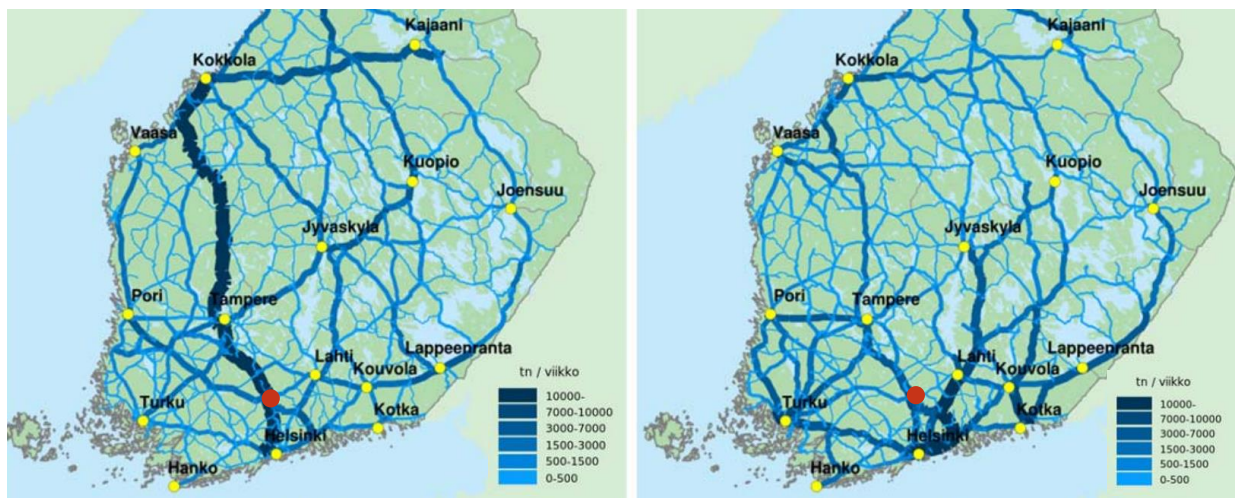 Kajaani
Kokkola
Vaasa
Kuopio
Joensuu
Jyvaskyla
Pori
Tampere
Lahti
Lappeenranta
Kouvola
Turku
Kotka
Helsinki
Hanko
tn / viikko
10000-
7000-10000
3000-7000
1500-3000
500-1500
0-500
Kajaani
Kokkola
Vaasa
Kuopio
Joensuu
Jyvaskyla
Pori
Tampere
Lahti
Lappeenranta
Kouvola
Turku
Kotka
Helsinki
Hanko
tn / viikko
10000-
7000-10000
3000-7000
1500-3000
500-1500
0-500